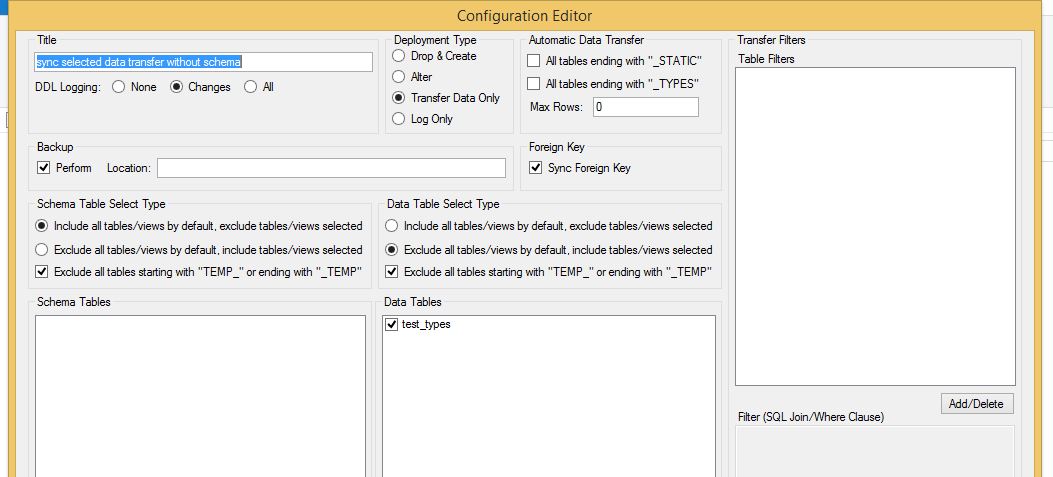 Configuration Editor
Title
sync selected data transfer without schema
DDL Logging: None Changes All
Deployment Type
Drop & Create
Alter
Transfer Data Only
Log Only
Automatic Data Transfer
All tables ending with "_STATIC"
All tables ending with "_TYPES"
Max Rows: 0
Transfer Filters
Table Filters
Backup
Perform Location:
Foreign Key
Sync Foreign Key
Schema Table Select Type
Include all tables/views by default, exclude tables/views selected
Exclude all tables/views by default, include tables/views selected
Exclude all tables starting with "TEMP_" or ending with "_TEMP"
Data Table Select Type
Include all tables/views by default, exclude tables/views selected
Exclude all tables/views by default, include tables/views selected
Exclude all tables starting with "TEMP_" or ending with "_TEMP"
Schema Tables
Data Tables
test_types
Add/Delete
Filter (SQL Join/Where Clause)